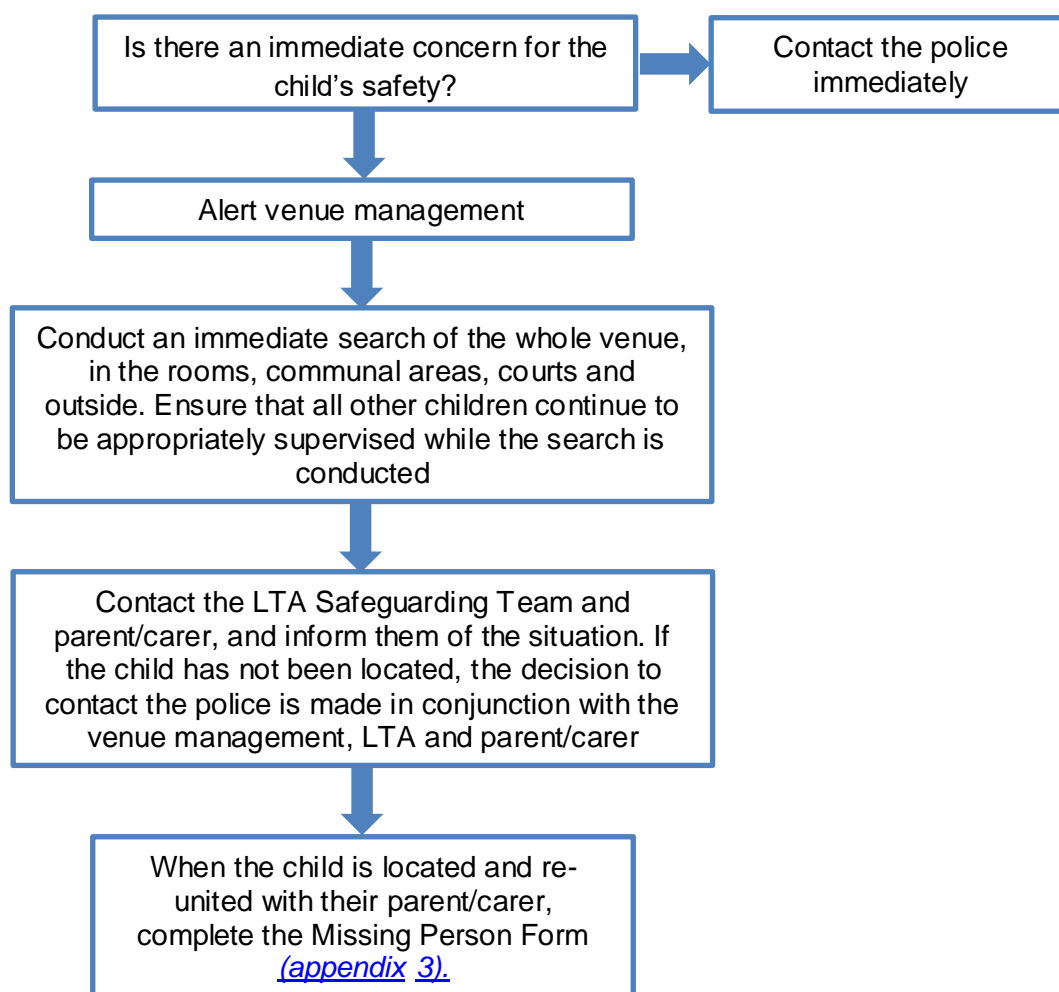 Is there an immediate concern for the
child's safety?
Contact the police
immediately
Alert venue management
Conduct an immediate search of the whole venue,
in the rooms, communal areas, courts and
outside. Ensure that all other children continue to
be appropriately supervised while the search is
conducted
Contact the LTA Safeguarding Team and
parent/carer, and inform them of the situation. If
the child has not been located, the decision to
contact the police is made in conjunction with the
venue management, LTA and parent/carer
When the child is located and re-
united with their parent/carer,
complete the Missing Person Form
(appendix 3).